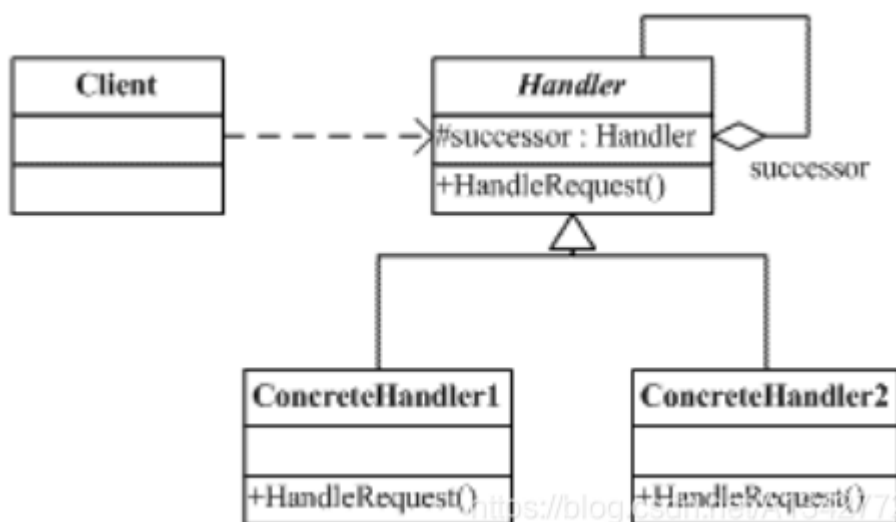 Client
Handler
#successor : Handler
successor
+HandleRequest()
ConcreteHandler1
ConcreteHandler2
+HandleRequest()
+HandleRequest()